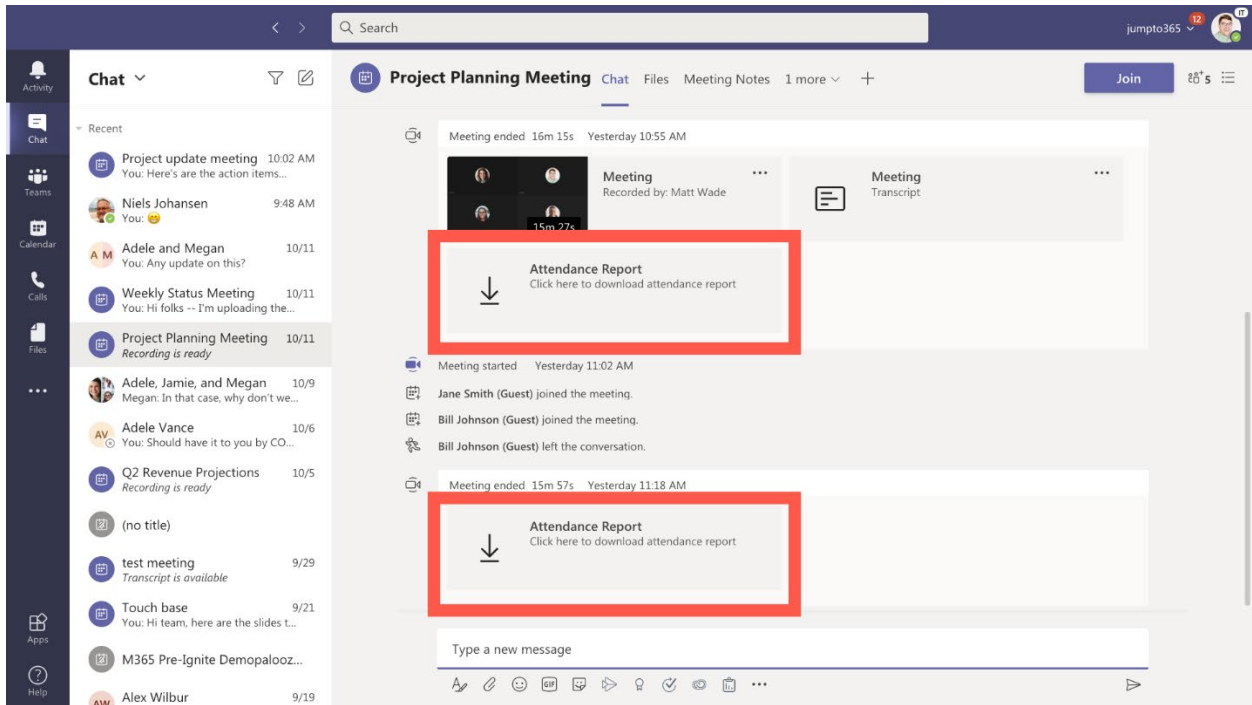 Search
jumpto365
12
IT
Activity
Chat
Teams
Calendar
Calls
Files
Apps
Help
Chat
Recent
Project update meeting 10:02 AM
You: Here's are the action items...
Niels Johansen 9:48 AM
You:
A M
Adele and Megan 10/11
You: Any update on this?
Weekly Status Meeting 10/11
You: Hi folks -- I'm uploading the...
Project Planning Meeting 10/11
Recording is ready
Adele, Jamie, and Megan 10/9
Megan: In that case, why don't we...
AV
Adele Vance 10/6
You: Should have it to you by CO...
Q2 Revenue Projections 10/5
Recording is ready
(no title)
test meeting 9/29
Transcript is available
Touch base 9/21
You: Hi team, here are the slides t...
M365 Pre-Ignite Demopalooz...
AW
Alex Wilbur 9/19
Project Planning Meeting Chat Files Meeting Notes 1 more
Join
5
Meeting ended 16m 15s Yesterday 10:55 AM
Meeting
Recorded by: Matt Wade
15m 27s
Meeting
Transcript
Attendance Report
Click here to download attendance report
Meeting started Yesterday 11:02 AM
Jane Smith (Guest) joined the meeting.
Bill Johnson (Guest) joined the meeting.
Bill Johnson (Guest) left the conversation.
Meeting ended 15m 57s Yesterday 11:18 AM
Attendance Report
Click here to download attendance report
Type a new message
GIF